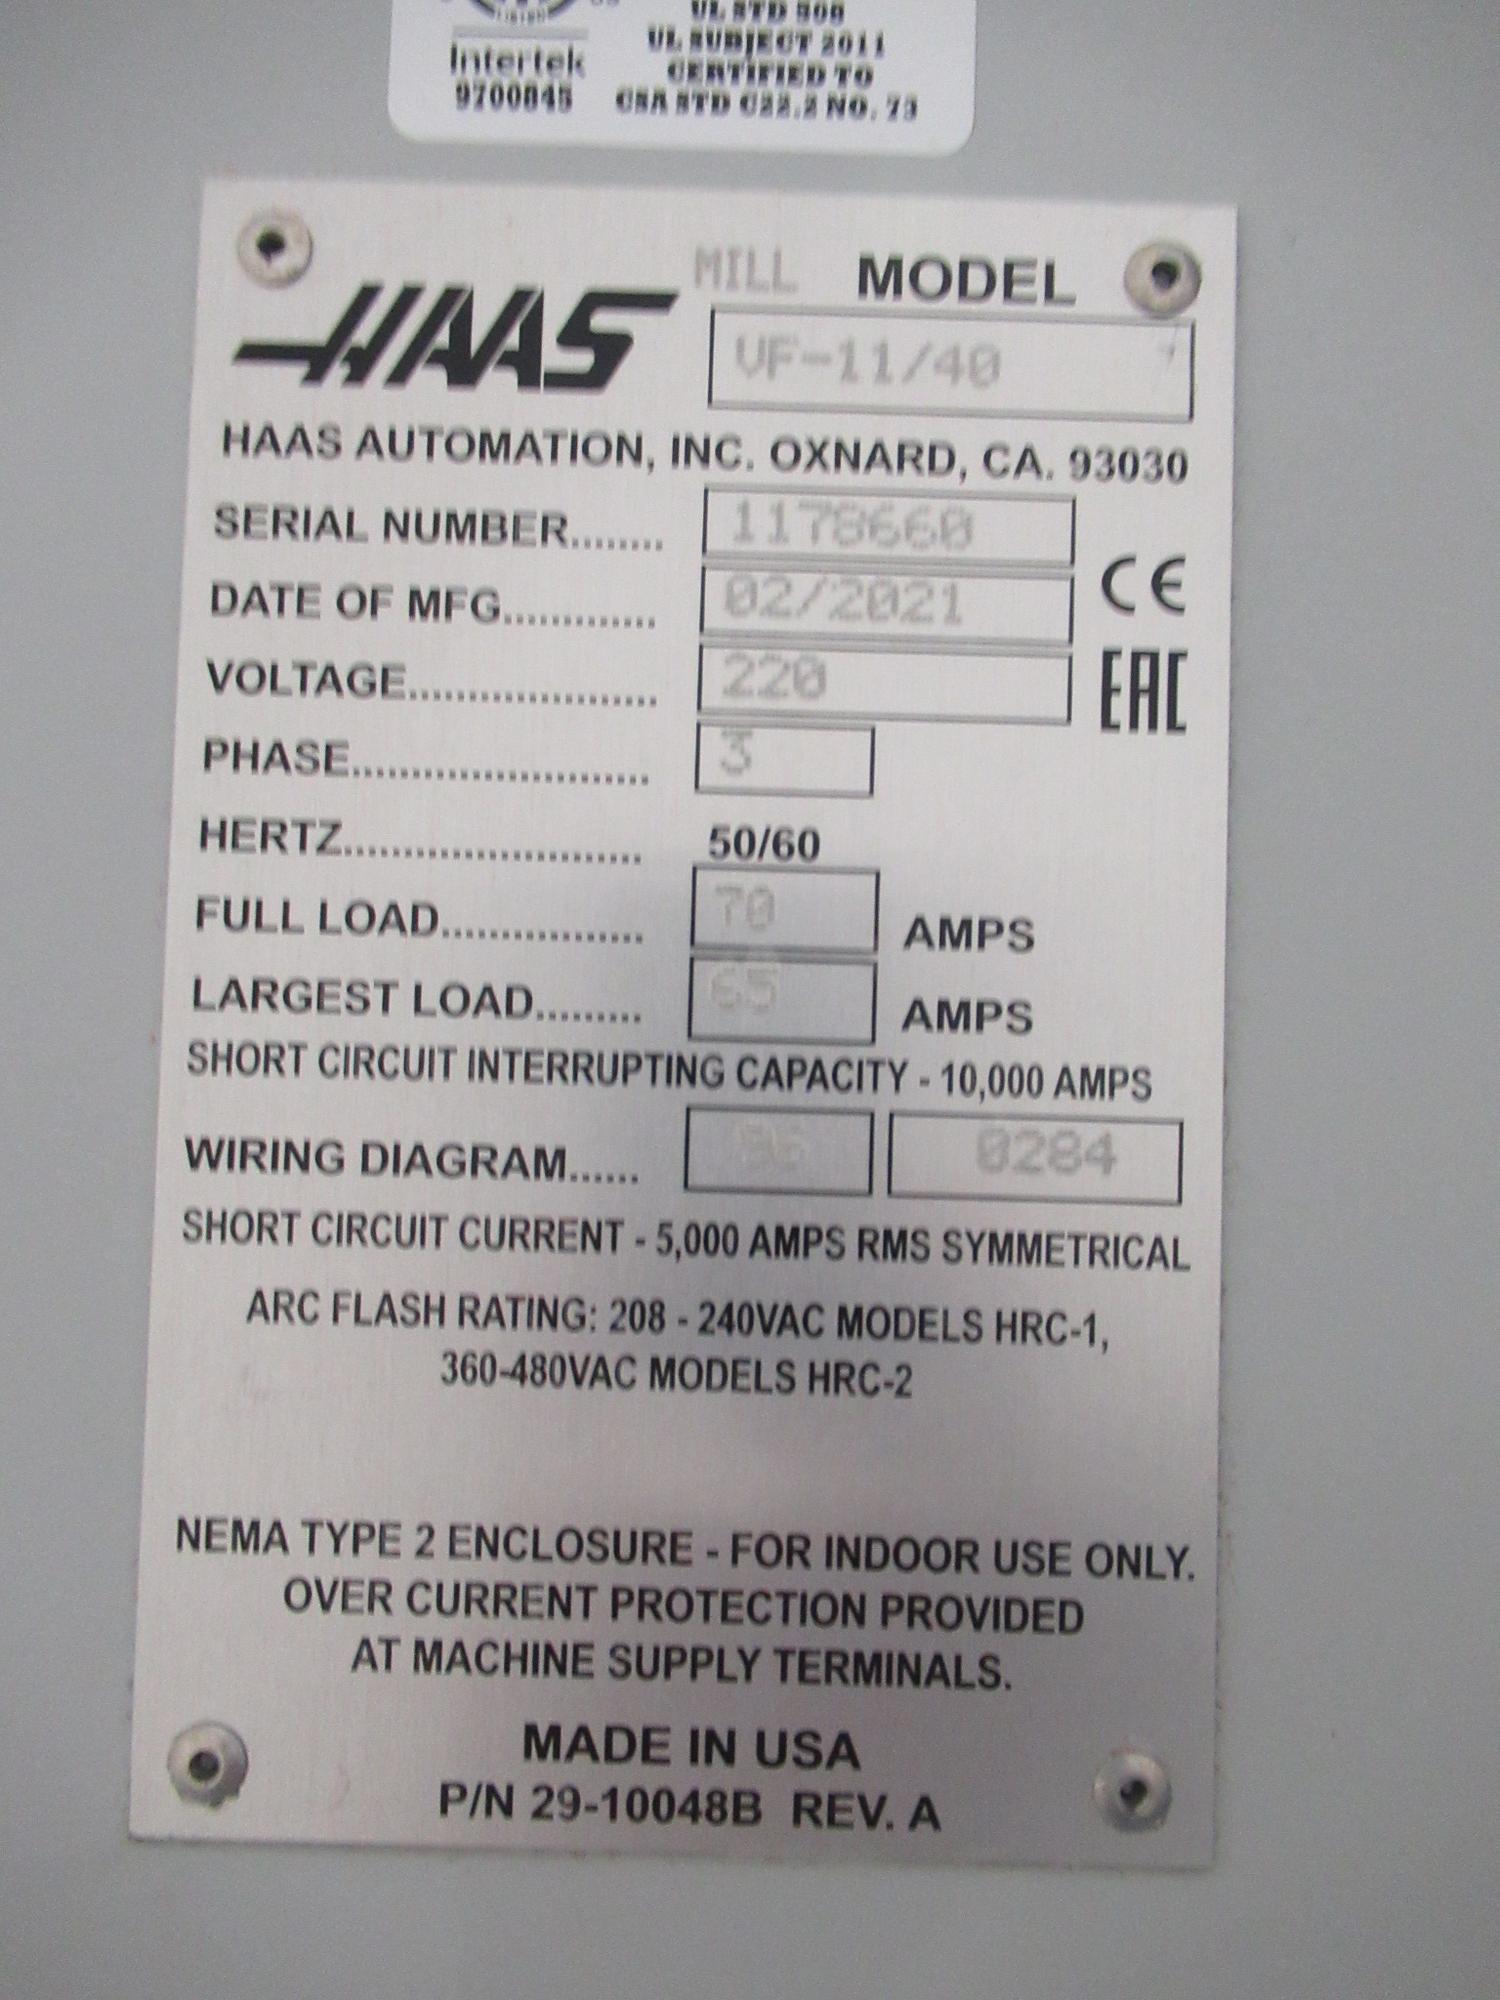 UL STD 508
UL SUBJECT 2011
Intertek
CERTIFIED TO
9700845
CSA STD C22.2 NO. 73
HAAS
MILL MODEL
VF-11/40
HAAS AUTOMATION, INC. OXNARD, CA. 93030
SERIAL NUMBER........ 1178660
DATE OF MFG............. 02/2021
CE
VOLTAGE..................... 220
EAC
PHASE......................... 3
HERTZ......................... 50/60
FULL LOAD................. 70 AMPS
LARGEST LOAD......... 65 AMPS
SHORT CIRCUIT INTERRUPTING CAPACITY - 10,000 AMPS
WIRING DIAGRAM...... 0284
SHORT CIRCUIT CURRENT - 5,000 AMPS RMS SYMMETRICAL
ARC FLASH RATING: 208 - 240VAC MODELS HRC-1,
360-480VAC MODELS HRC-2
NEMA TYPE 2 ENCLOSURE - FOR INDOOR USE ONLY.
OVER CURRENT PROTECTION PROVIDED
AT MACHINE SUPPLY TERMINALS.
MADE IN USA
P/N 29-10048B REV. A